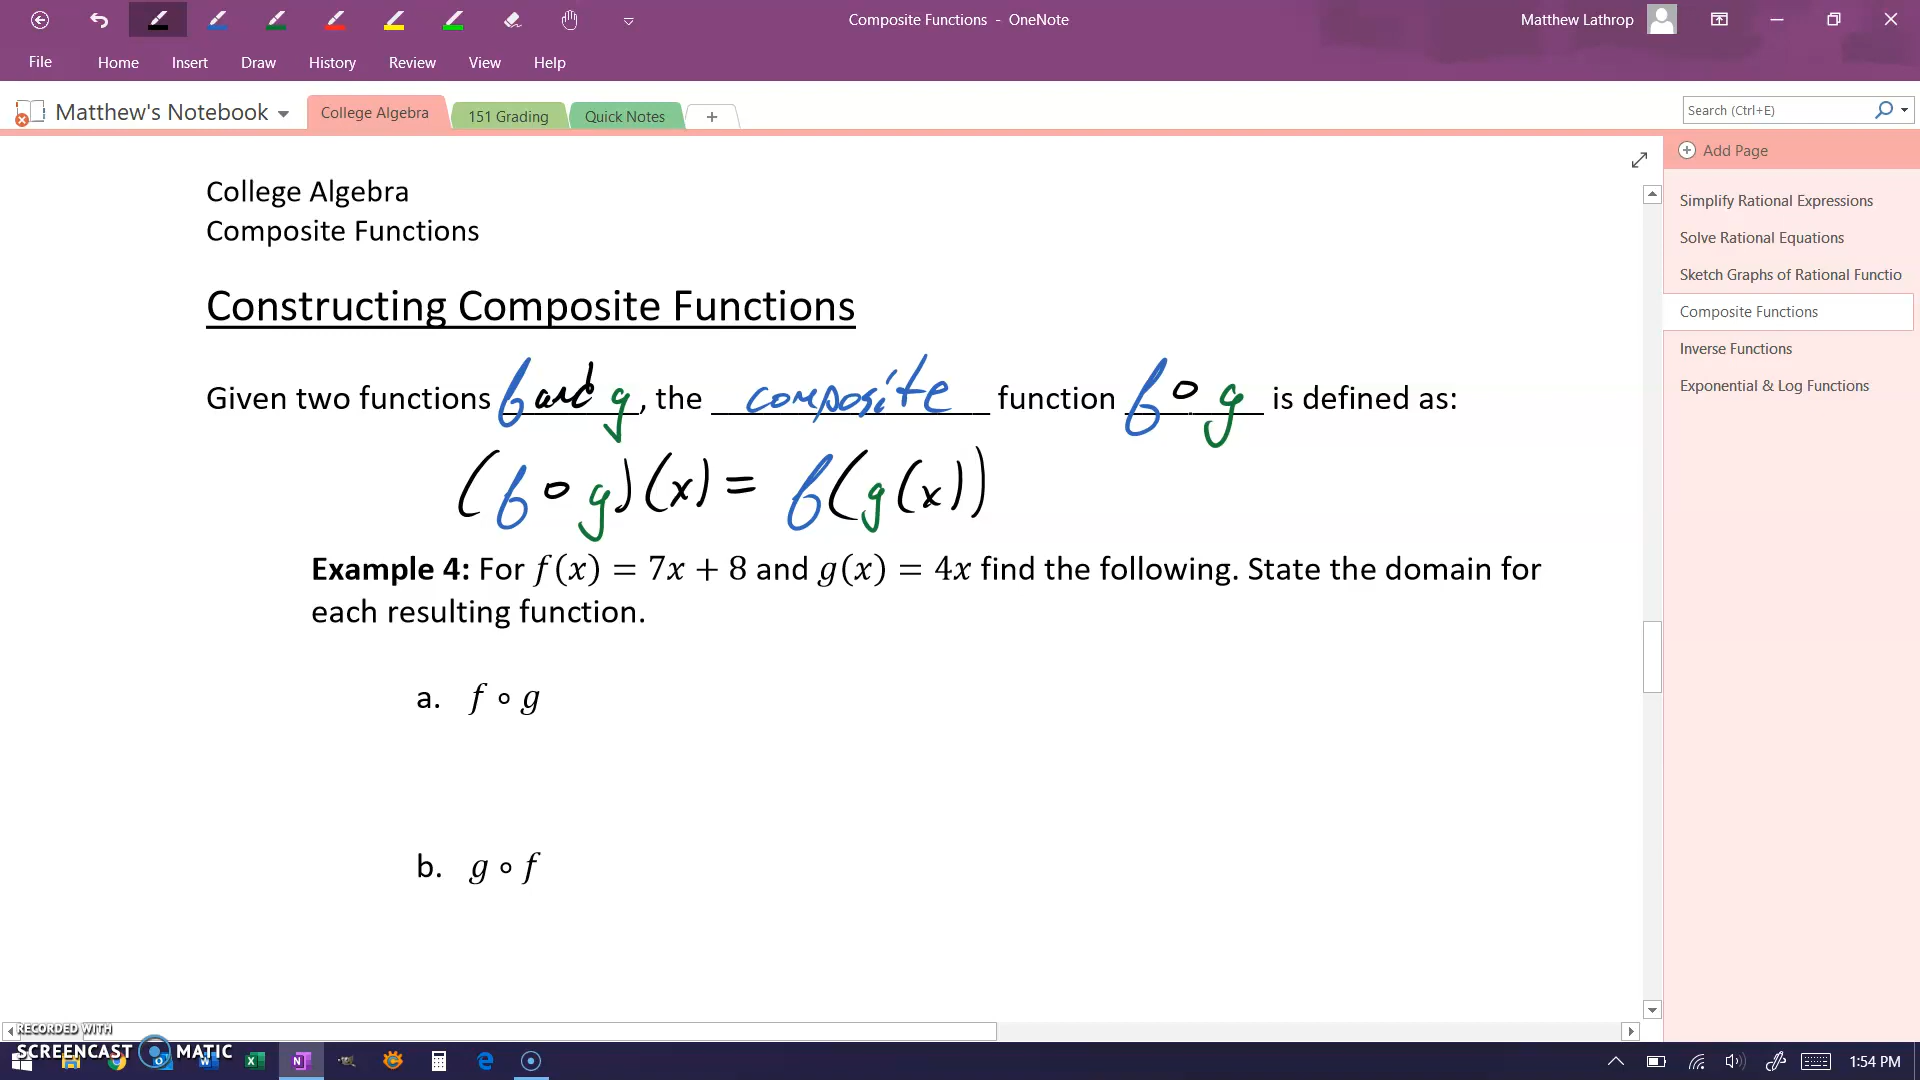 Composite Functions - OneNote
Matthew Lathrop
File Home Insert Draw History Review View Help
Matthew's Notebook
College Algebra
151 Grading
Quick Notes
+
Search (Ctrl+E)
Add Page
Simplify Rational Expressions
Solve Rational Equations
Sketch Graphs of Rational Functio
Composite Functions
Inverse Functions
Exponential & Log Functions
College Algebra
Composite Functions
Constructing Composite Functions
Given two functions f and g, the composite function f ∘ g is defined as:
(f ∘ g)(x) = f(g(x))
Example 4: For f(x) = 7x + 8 and g(x) = 4x find the following. State the domain for
each resulting function.
a. f ∘ g
b. g ∘ f
RECORDED WITH
SCREENCAST MATIC
1:54 PM